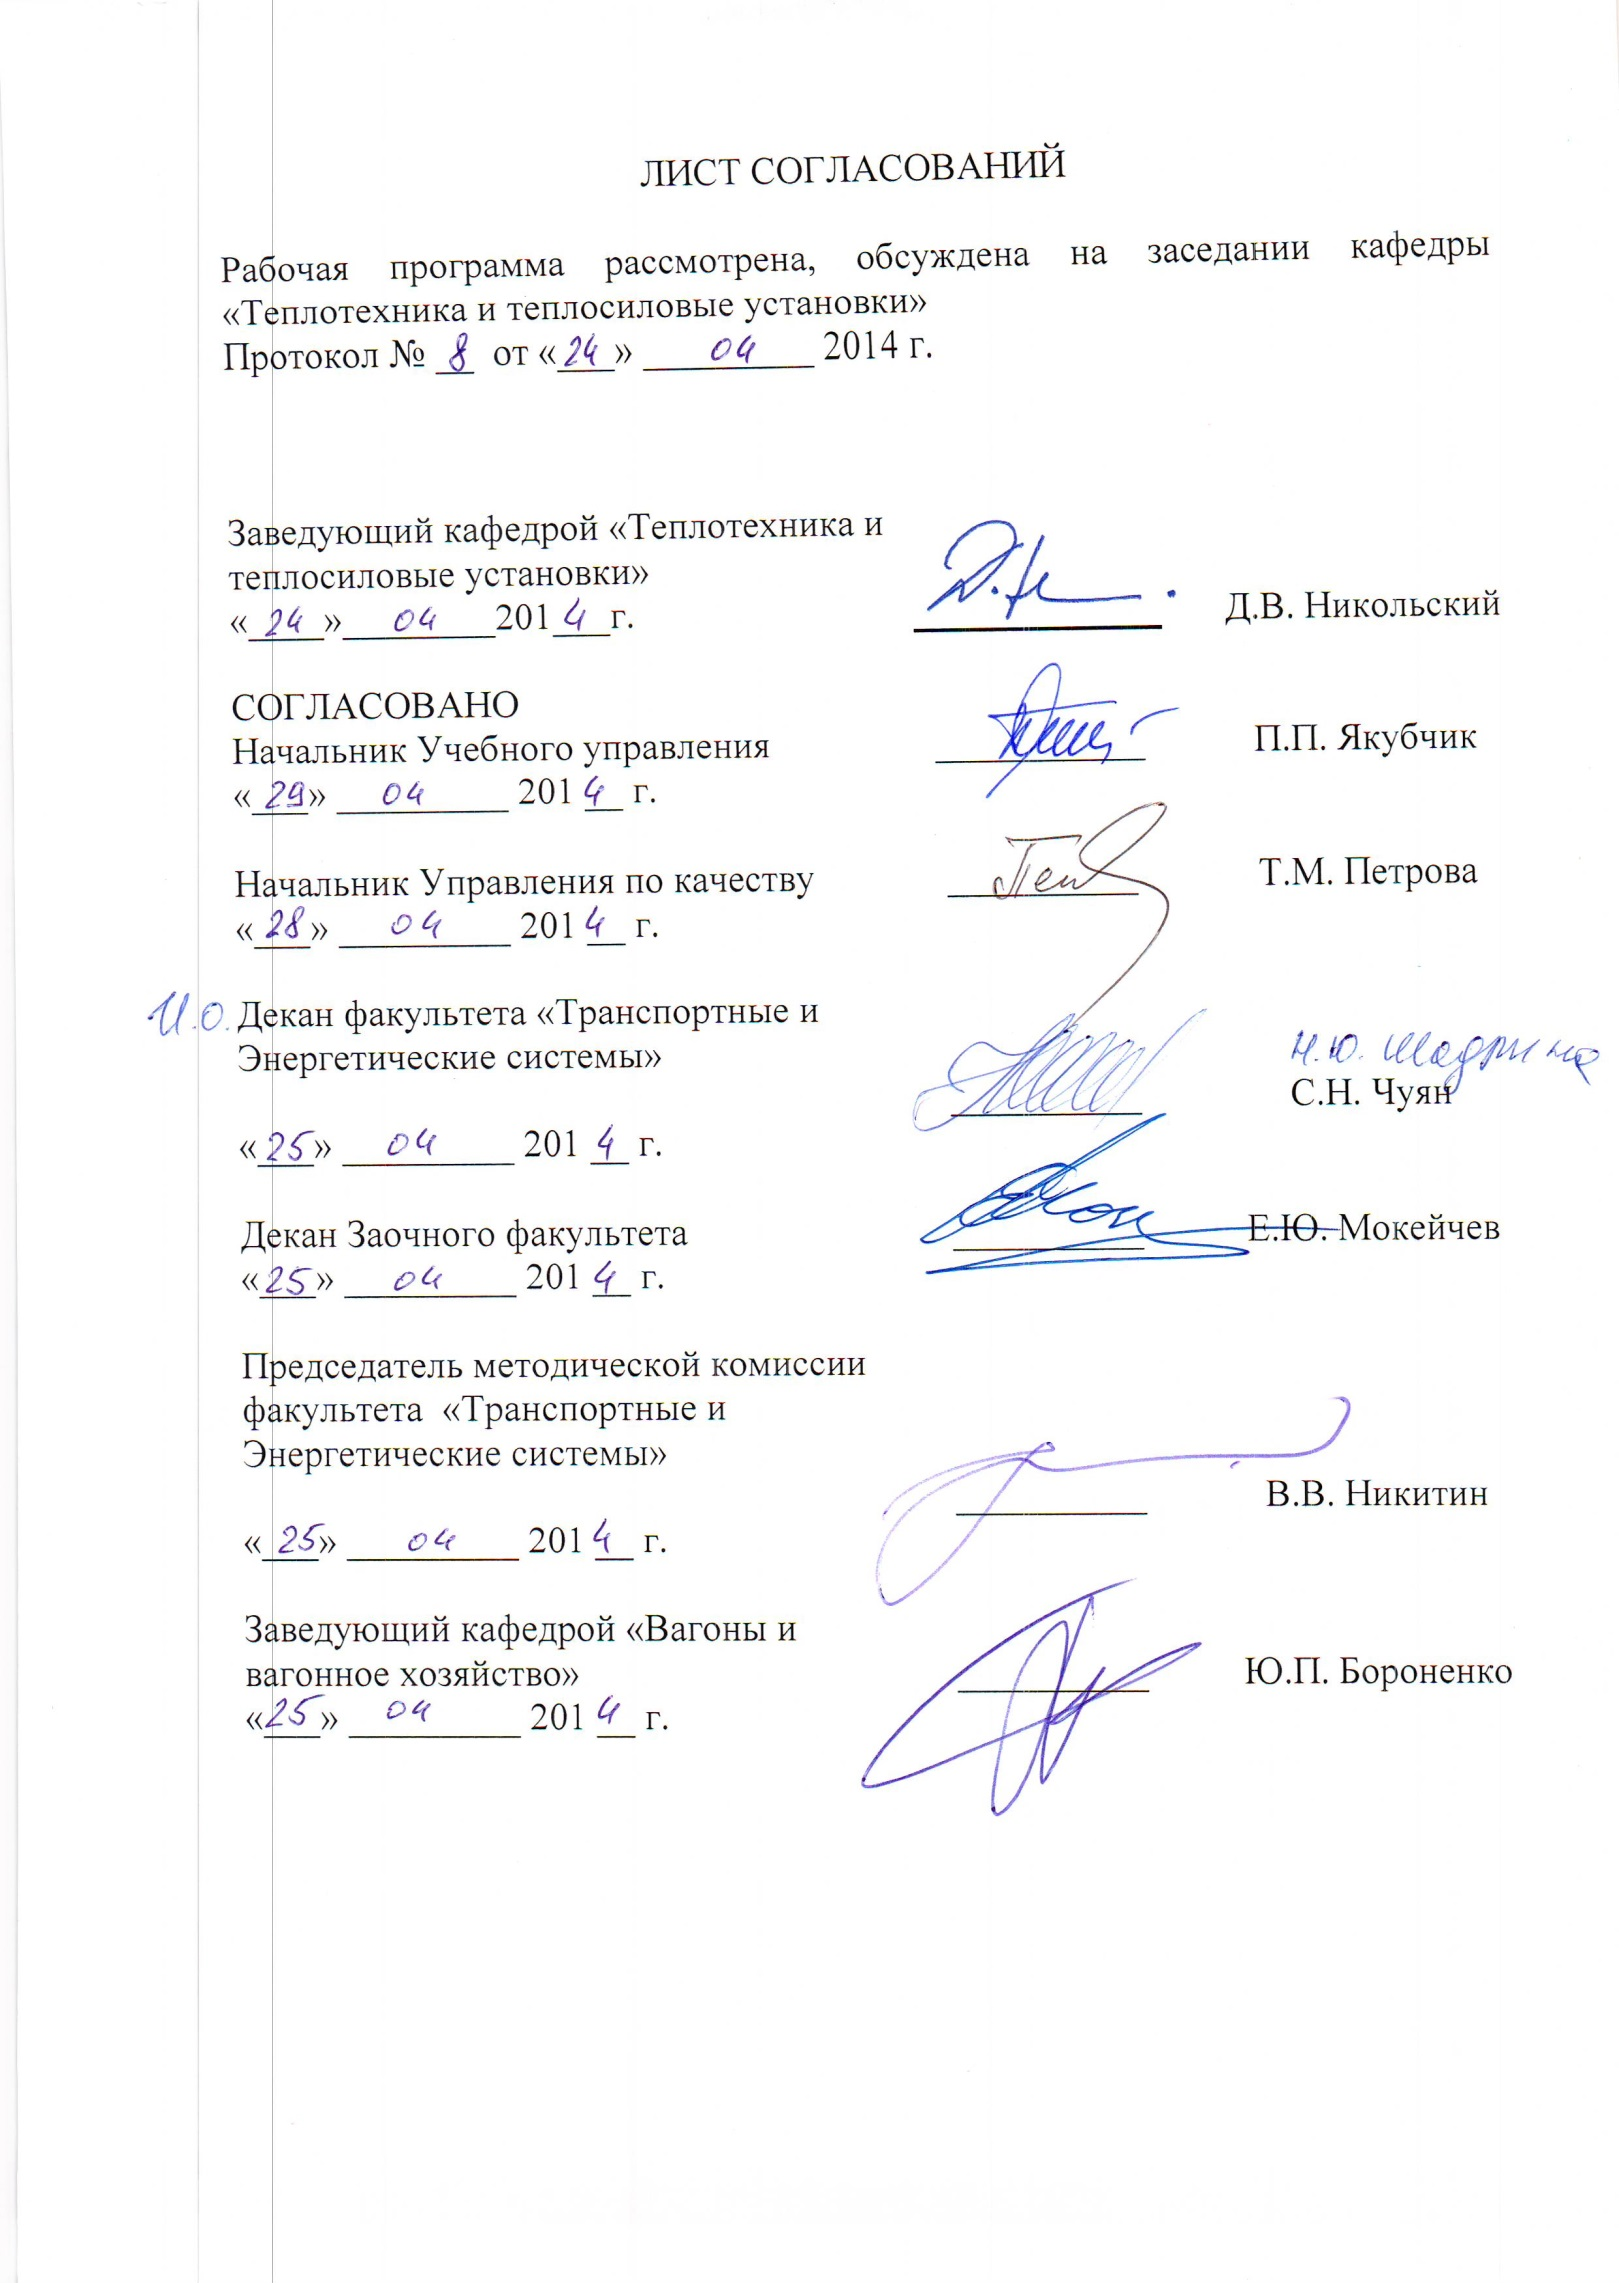 ЛИСТ СОГЛАСОВАНИЙ
Рабочая программа рассмотрена, обсуждена на заседании кафедры
«Теплотехника и теплосиловые установки»
Протокол № 8 от «24» 04 2014 г.
Заведующий кафедрой «Теплотехника и
теплосиловые установки»
«24» 04 2014 г. Д.В. Никольский
СОГЛАСОВАНО
Начальник Учебного управления П.П. Якубчик
«29» 04 2014 г.
Начальник Управления по качеству Т.М. Петрова
«28» 04 2014 г.
И.О. Декан факультета «Транспортные и
Энергетические системы» Н.Ю. Шадрина
С.Н. Чуян
«25» 04 2014 г.
Декан Заочного факультета Е.Ю. Мокейчев
«25» 04 2014 г.
Председатель методической комиссии
факультета «Транспортные и
Энергетические системы»
В.В. Никитин
«25» 04 2014 г.
Заведующий кафедрой «Вагоны и
вагонное хозяйство» Ю.П. Бороненко
«25» 04 2014 г.